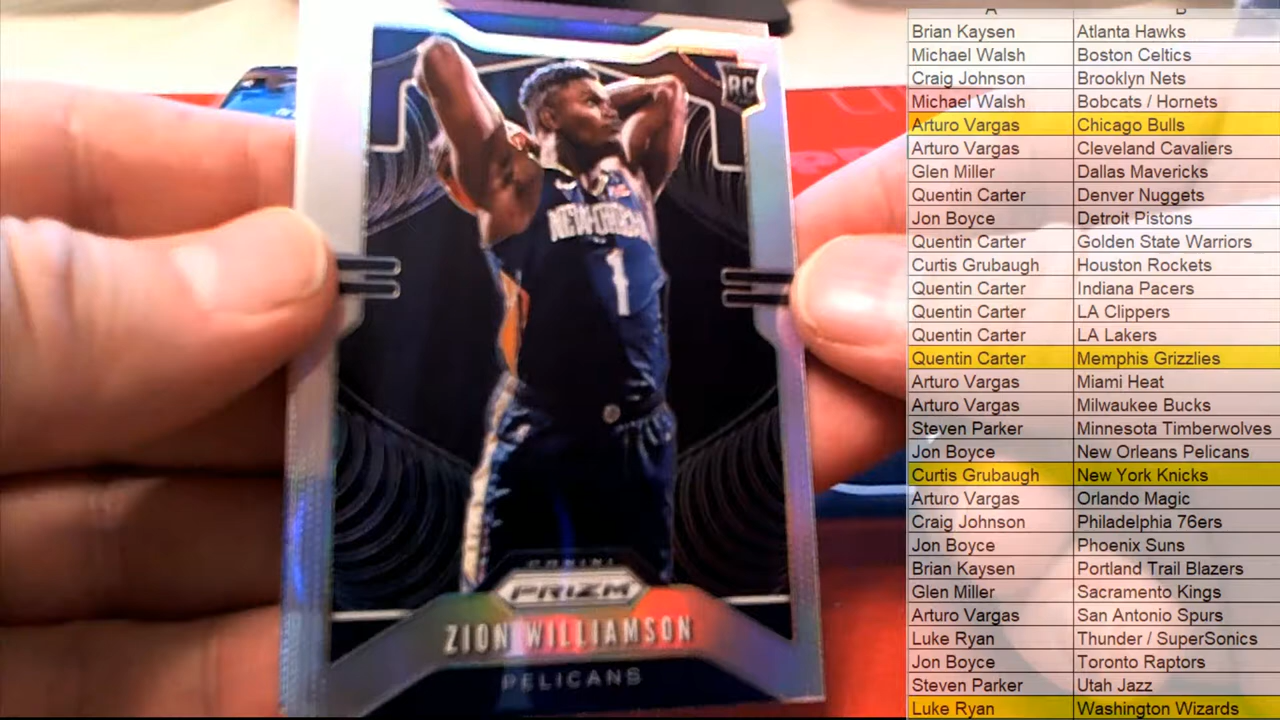 RC
NEW ORLEANS
1
PANINI
PRIZM
ZION WILLIAMSON
PELICANS
A B
Brian Kaysen Atlanta Hawks
Michael Walsh Boston Celtics
Craig Johnson Brooklyn Nets
Michael Walsh Bobcats / Hornets
Arturo Vargas Chicago Bulls
Arturo Vargas Cleveland Cavaliers
Glen Miller Dallas Mavericks
Quentin Carter Denver Nuggets
Jon Boyce Detroit Pistons
Quentin Carter Golden State Warriors
Curtis Grubaugh Houston Rockets
Quentin Carter Indiana Pacers
Quentin Carter LA Clippers
Quentin Carter LA Lakers
Quentin Carter Memphis Grizzlies
Arturo Vargas Miami Heat
Arturo Vargas Milwaukee Bucks
Steven Parker Minnesota Timberwolves
Jon Boyce New Orleans Pelicans
Curtis Grubaugh New York Knicks
Arturo Vargas Orlando Magic
Craig Johnson Philadelphia 76ers
Jon Boyce Phoenix Suns
Brian Kaysen Portland Trail Blazers
Glen Miller Sacramento Kings
Arturo Vargas San Antonio Spurs
Luke Ryan Thunder / SuperSonics
Jon Boyce Toronto Raptors
Steven Parker Utah Jazz
Luke Ryan Washington Wizards